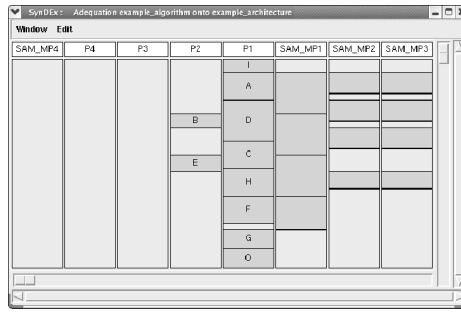 SynDEx : Adequation example_algorithm onto example_architecture
Window Edit
SAM_MP4 P4 P3 P2 P1 SAM_MP1 SAM_MP2 SAM_MP3
I
A
B D
C
E
H
F
G
O